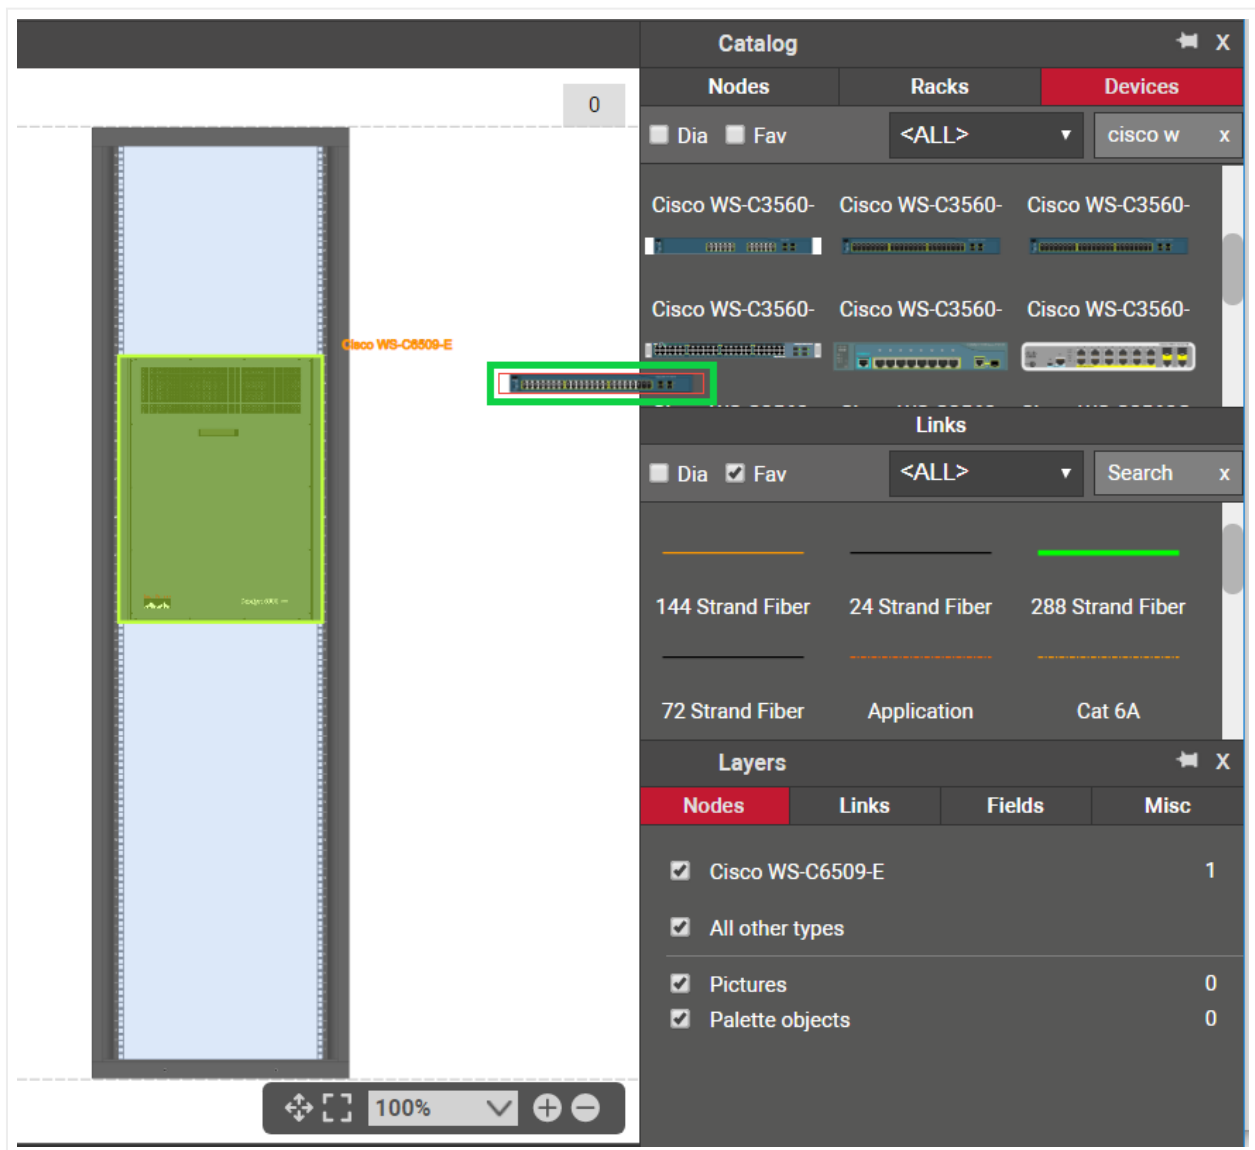 Catalog X
Nodes Racks Devices
0
Dia Fav <ALL> cisco w x
Cisco WS-C3560- Cisco WS-C3560- Cisco WS-C3560-
Cisco WS-C3560- Cisco WS-C3560- Cisco WS-C3560-
Cisco WS-C6509-E
Links
Dia Fav <ALL> Search x
144 Strand Fiber 24 Strand Fiber 288 Strand Fiber
72 Strand Fiber Application Cat 6A
Layers X
Nodes Links Fields Misc
Cisco WS-C6509-E 1
All other types
Pictures 0
Palette objects 0
100%